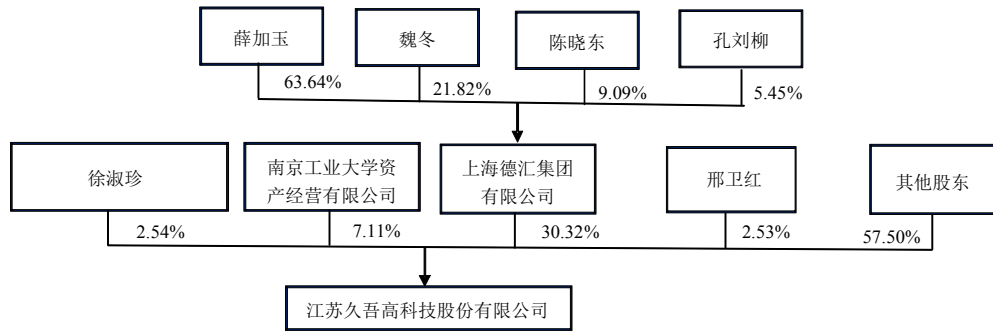 薛加玉
魏冬
陈晓东
孔刘柳
63.64%
21.82%
9.09%
5.45%
徐淑珍
南京工业大学资
产经营有限公司
上海德汇集团
有限公司
邢卫红
其他股东
2.54%
7.11%
30.32%
2.53%
57.50%
江苏久吾高科技股份有限公司